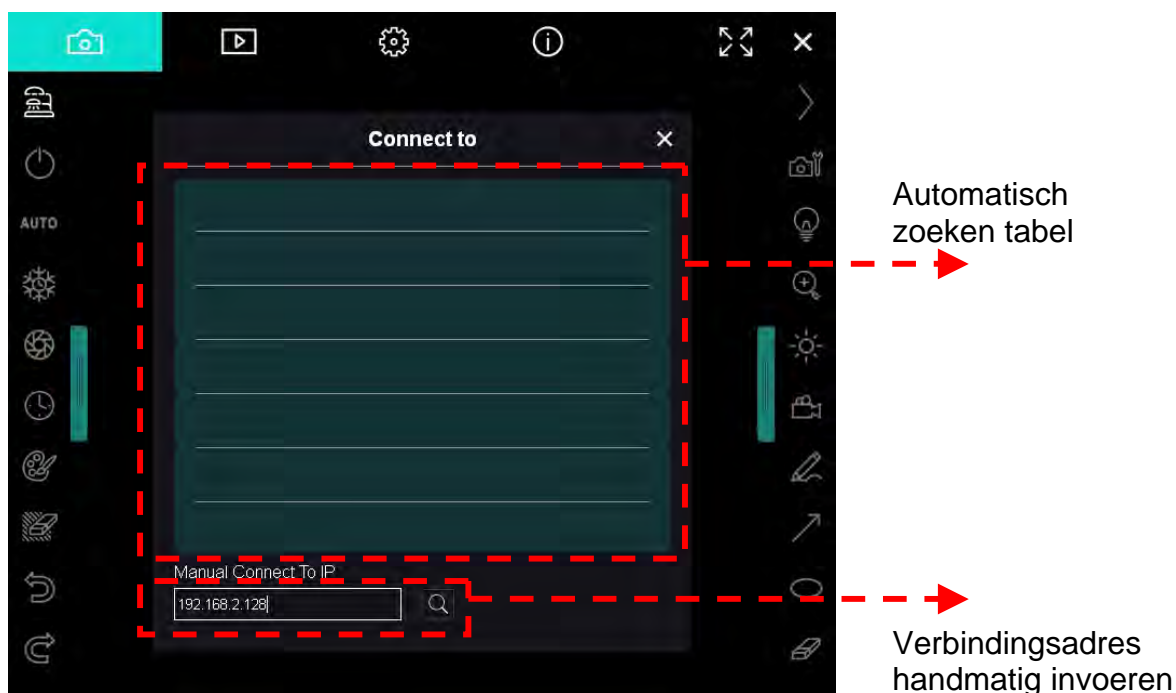 Connect to
AUTO
Automatisch
zoeken tabel
Manual Connect To IP
192.168.2.128
Verbindingsadres
handmatig invoeren